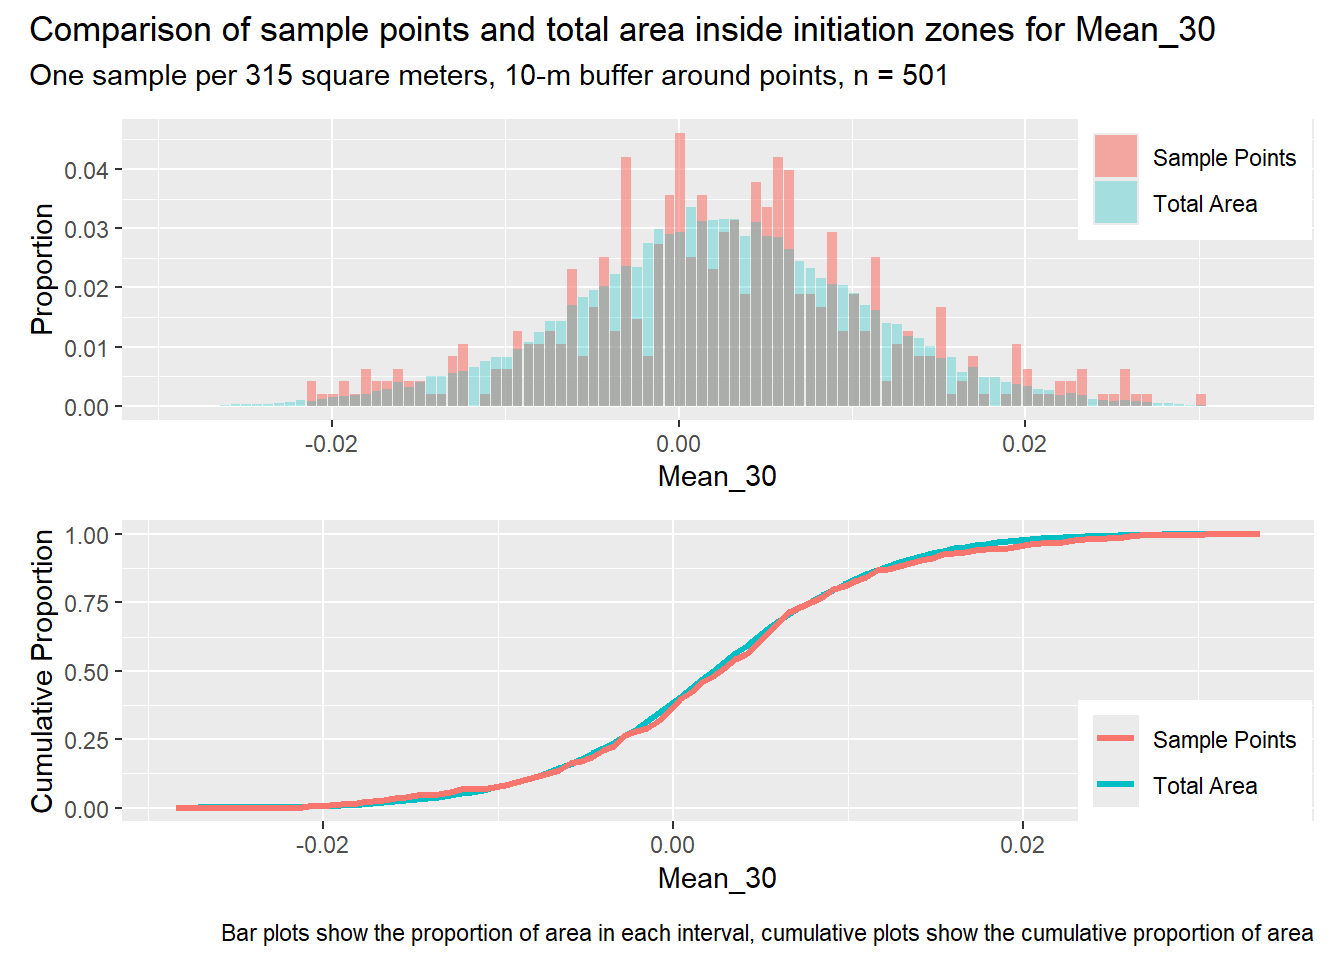 Comparison of sample points and total area inside initiation zones for Mean_30
One sample per 315 square meters, 10-m buffer around points, n = 501
Proportion
0.04
0.03
0.02
0.01
0.00
Sample Points
Total Area
-0.02
0.00
0.02
Mean_30
Cumulative Proportion
1.00
0.75
0.50
0.25
0.00
Sample Points
Total Area
-0.02
0.00
0.02
Mean_30
Bar plots show the proportion of area in each interval, cumulative plots show the cumulative proportion of area